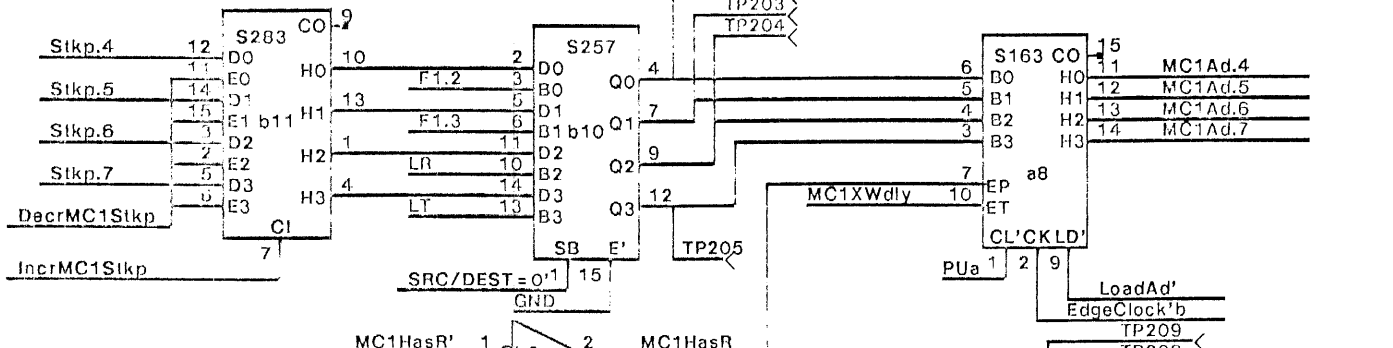 Stkp.4 12 D0
11 E0
Stkp.5 14 D1
15 E1
Stkp.6 3 D2
2 E2
Stkp.7 5 D3
6 E3
DecrMC1Stkp
IncrMC1Stkp
S283 CO 9
b11
H0 10
H1 13
H2 1
H3 4
CI
7
S257
2 D0
F1.2 3 B0
5 D1
F1.3 6 B1 b10
11 D2
LR 10 B2
14 D3
LT 13 B3
Q0 4
Q1 7
Q2 9
Q3 12
SB E'
SRC/DEST=0' 1 15
GND
TP203
TP204
TP205
S163 CO 15
6 B0
5 B1
4 B2
3 B3
H0 11 MC1Ad.4
H1 12 MC1Ad.5
H2 13 MC1Ad.6
H3 14 MC1Ad.7
a8
7 EP
MC1XWdly 10 ET
CL' CK LD'
PUa 1 2 9
LoadAd'
EdgeClock'b
TP209
MC1HasR' 1 2 MC1HasR